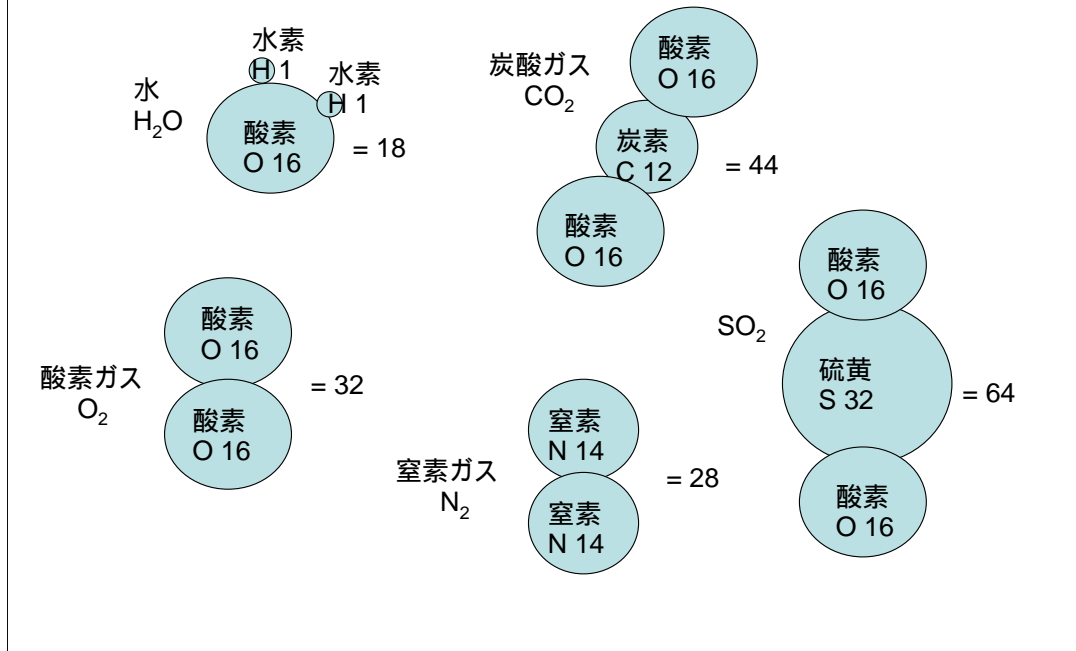 水
H₂O
水素
H 1
水素
H 1
酸素
O 16
= 18
炭酸ガス
CO₂
酸素
O 16
炭素
C 12
酸素
O 16
= 44
酸素ガス
O₂
酸素
O 16
酸素
O 16
= 32
窒素ガス
N₂
窒素
N 14
窒素
N 14
= 28
SO₂
酸素
O 16
硫黄
S 32
酸素
O 16
= 64